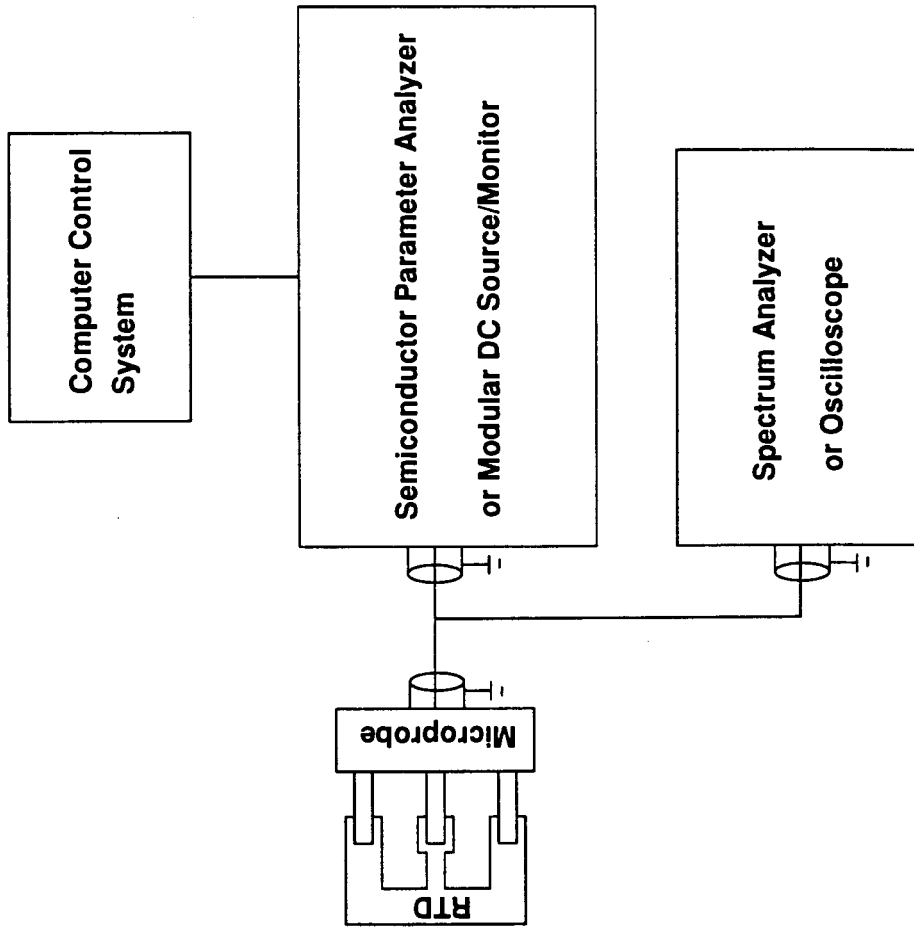 Computer Control
System
Semiconductor Parameter Analyzer
or Modular DC Source/Monitor
Spectrum Analyzer
or Oscilloscope
Microprobe
RTD